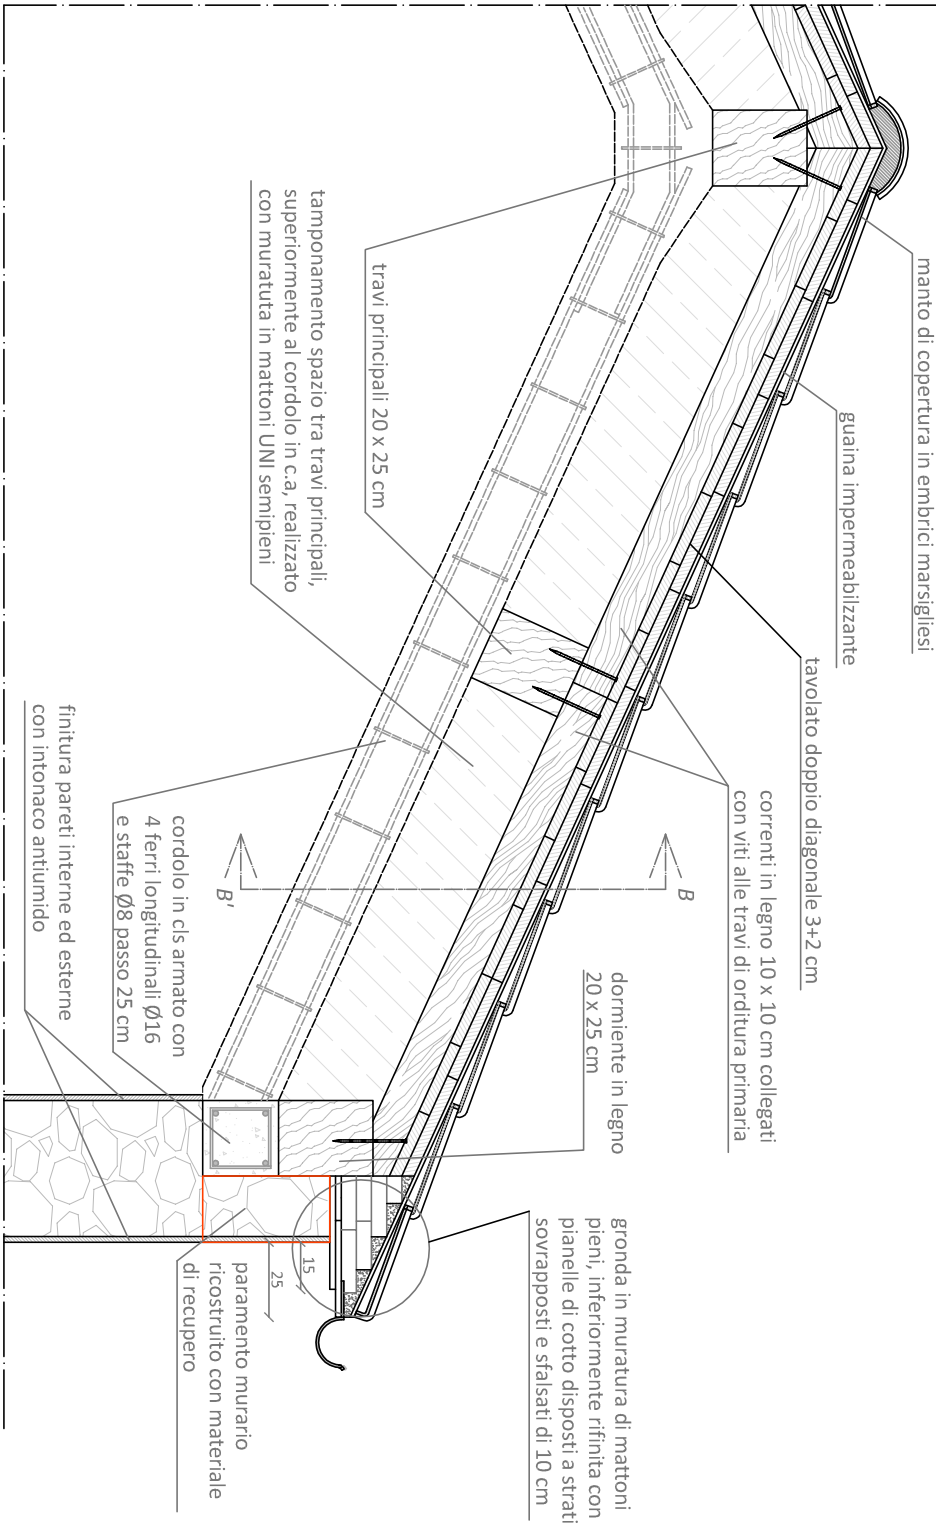 manto di copertura in embrici marsigliesi
guaina impermeabilzzante
tavolato doppio diagonale 3+2 cm
correnti in legno 10 x 10 cm collegati
con viti alle travi di orditura primaria
dormiente in legno
20 x 25 cm
gronda in muratura di mattoni
pieni, inferiormente rifinita con
pianelle di cotto disposti a strati
sovrapposti e sfalsati di 10 cm
travi principali 20 x 25 cm
tamponamento spazio tra travi principali,
superiormente al cordolo in c.a, realizzato
con muratuta in mattoni UNI semipieni
B
B'
15
25
cordolo in cls armato con
4 ferri longitudinali Ø16
e staffe Ø8 passo 25 cm
paramento murario
ricostruito con materiale
di recupero
finitura pareti interne ed esterne
con intonaco antiumido